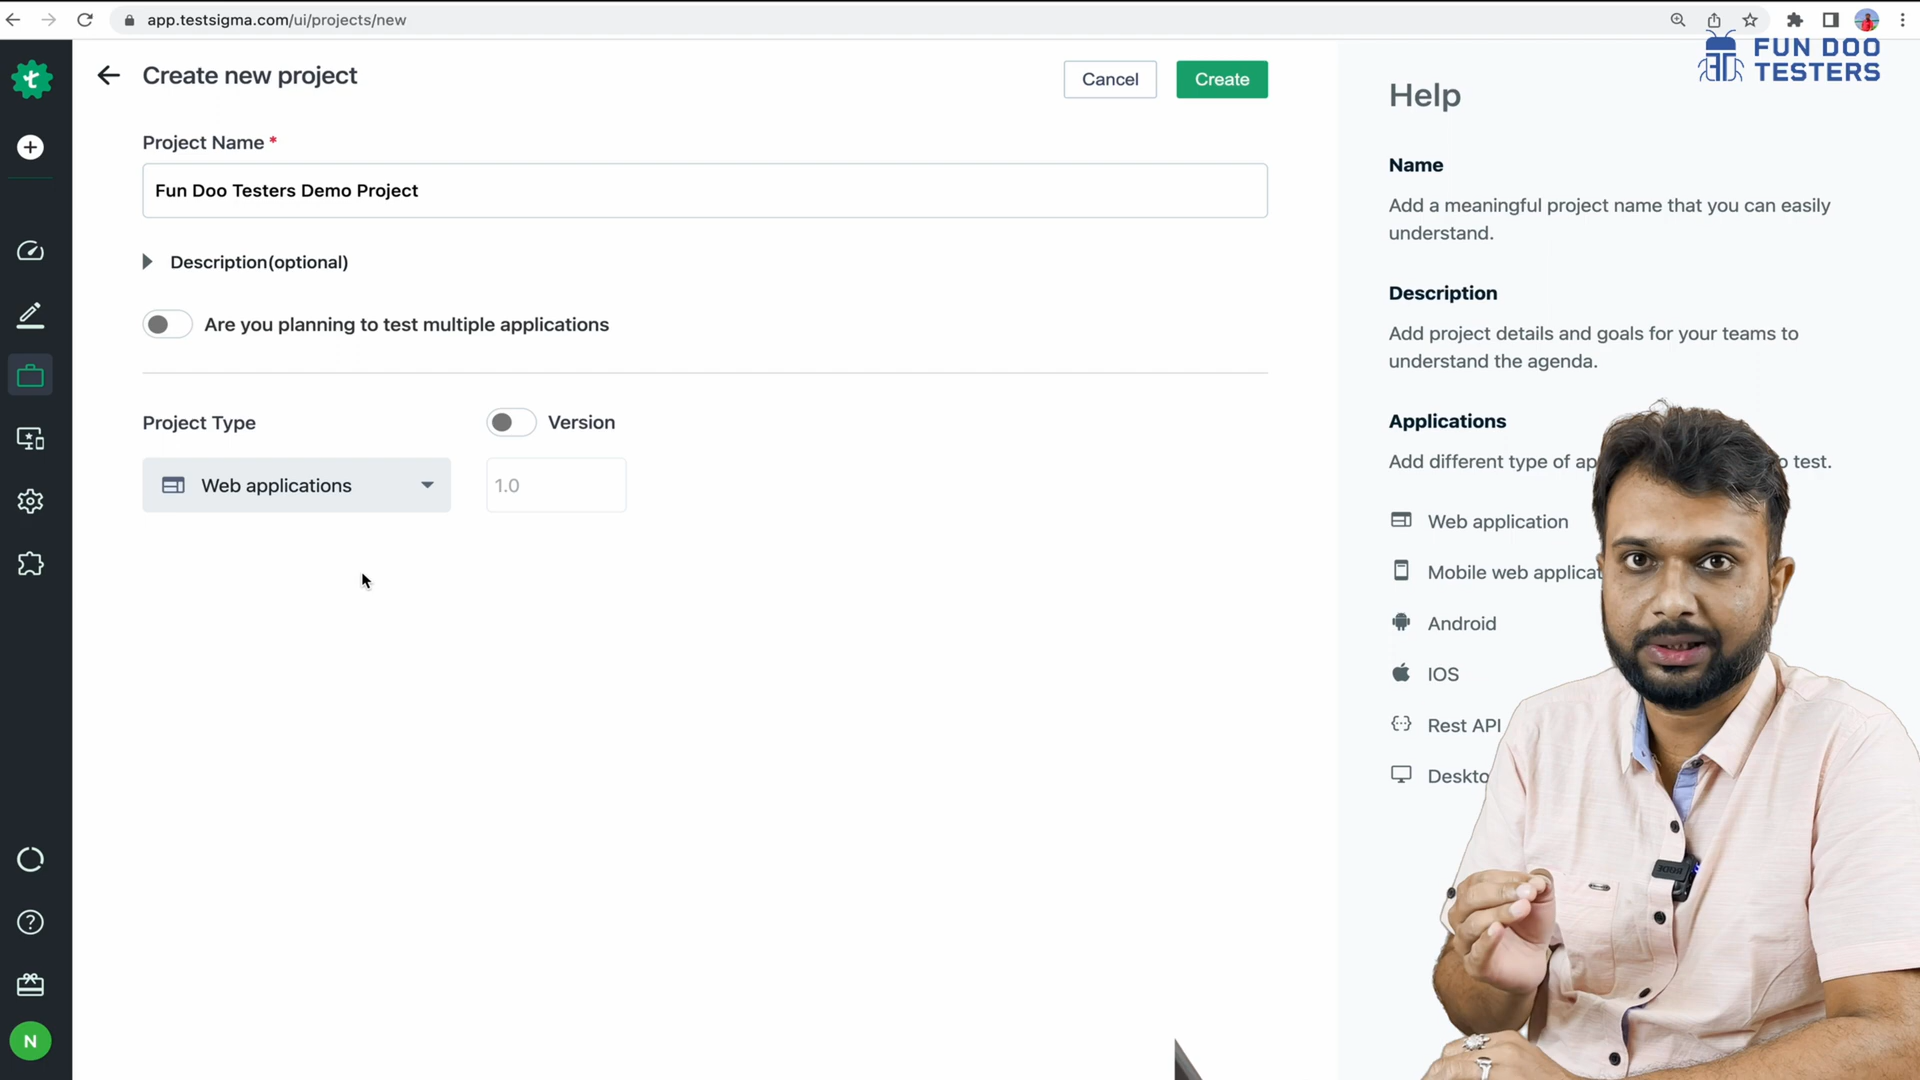 app.testsigma.com/ui/projects/new
FUN DOO
TESTERS
Create new project
Cancel
Create
Help
Project Name *
Fun Doo Testers Demo Project
Description(optional)
Are you planning to test multiple applications
Project Type
Version
Web applications
1.0
Name
Add a meaningful project name that you can easily
understand.
Description
Add project details and goals for your teams to
understand the agenda.
Applications
Add different type of ap o test.
Web application
Mobile web applicat
Android
IOS
Rest API
Deskto
N